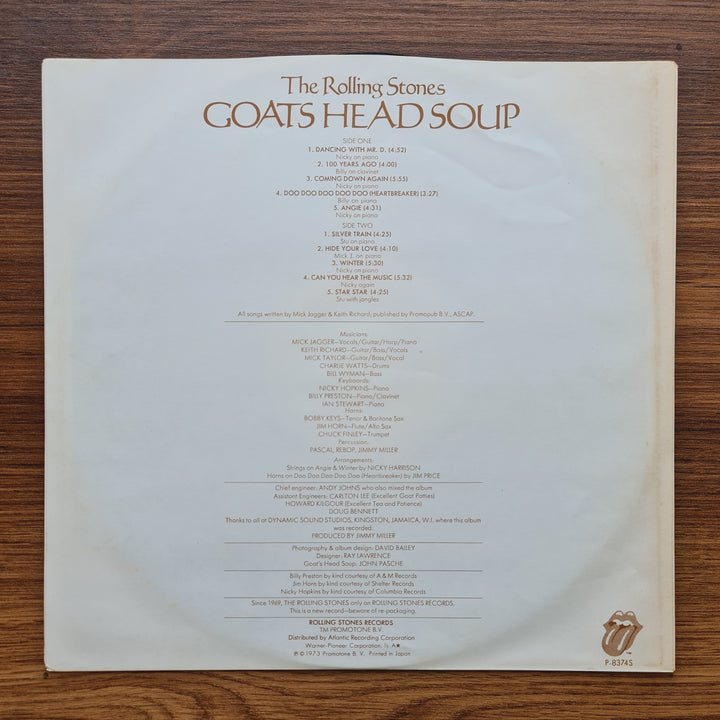 The Rolling Stones
GOATS HEAD SOUP
SIDE ONE
1. DANCING WITH MR. D. (4:52)
Nicky on piano
2. 100 YEARS AGO (4:00)
Billy on clavinet
3. COMING DOWN AGAIN (5:55)
Nicky on piano
4. DOO DOO DOO DOO DOO (HEARTBREAKER) (3:27)
Billy on piano
5. ANGIE (4:31)
Nicky on piano
SIDE TWO
1. SILVER TRAIN (4:25)
Stu on piano
2. HIDE YOUR LOVE (4:10)
Mick J. on piano
3. WINTER (5:30)
Nicky on piano
4. CAN YOU HEAR THE MUSIC (5:32)
Nicky again
5. STAR STAR (4:25)
Stu with jangles
All songs written by Mick Jagger & Keith Richard; published by Promopub B.V., ASCAP.
Musicians:
MICK JAGGER—Vocals/Guitar/Harp/Piano
KEITH RICHARD—Guitar/Bass/Vocals
MICK TAYLOR—Guitar/Bass/Vocal
CHARLIE WATTS—Drums
BILL WYMAN—Bass
Keyboards:
NICKY HOPKINS—Piano
BILLY PRESTON—Piano/Clavinet
IAN STEWART—Piano
Horns:
BOBBY KEYS—Tenor & Baritone Sax
JIM HORN—Flute/Alto Sax
CHUCK FINLEY—Trumpet
Percussion:
PASCAL, REBOP, JIMMY MILLER
Arrangements:
Strings on Angie & Winter by NICKY HARRISON
Horns on Doo Doo Doo Doo Doo (Heartbreaker) by JIM PRICE
Chief engineer: ANDY JOHNS who also mixed the album
Assistant Engineers: CARLTON LEE (Excellent Goat Patties)
HOWARD KILGOUR (Excellent Tea and Patience)
DOUG BENNETT
Thanks to all at DYNAMIC SOUND STUDIOS, KINGSTON, JAMAICA, W.I. where this album
was recorded.
PRODUCED BY JIMMY MILLER
Photography & album design: DAVID BAILEY
Designer: RAY LAWRENCE
Goat's Head Soup: JOHN PASCHE
Billy Preston by kind courtesy of A & M Records
Jim Horn by kind courtesy of Shelter Records
Nicky Hopkins by kind courtesy of Columbia Records
Since 1969, THE ROLLING STONES only on ROLLING STONES RECORDS.
This is a new record—beware of re-packaging.
ROLLING STONES RECORDS
TM PROMOTONE B.V.
Distributed by Atlantic Recording Corporation
Warner-Pioneer Corporation, Ⓛ A★
℗ © 1973 Promotone B. V. Printed in Japan
TM
P-8374S